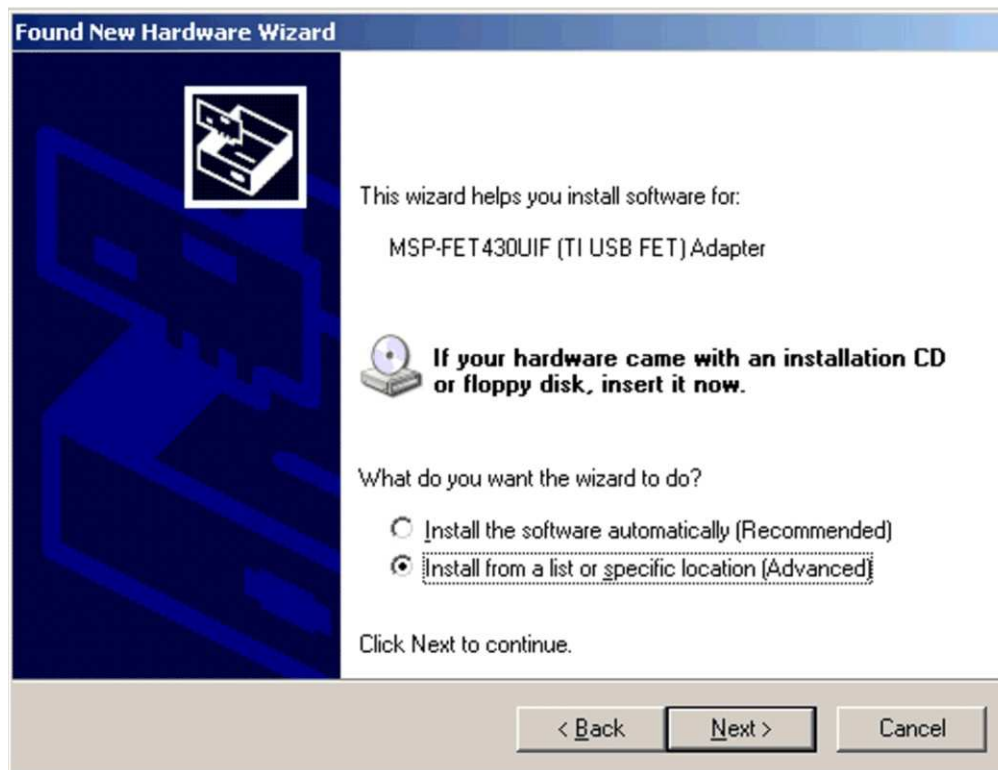 Found New Hardware Wizard
This wizard helps you install software for:
MSP-FET430UIF (TI USB FET) Adapter
If your hardware came with an installation CD
or floppy disk, insert it now.
What do you want the wizard to do?
Install the software automatically (Recommended)
Install from a list or specific location (Advanced)
Click Next to continue.
< Back
Next >
Cancel